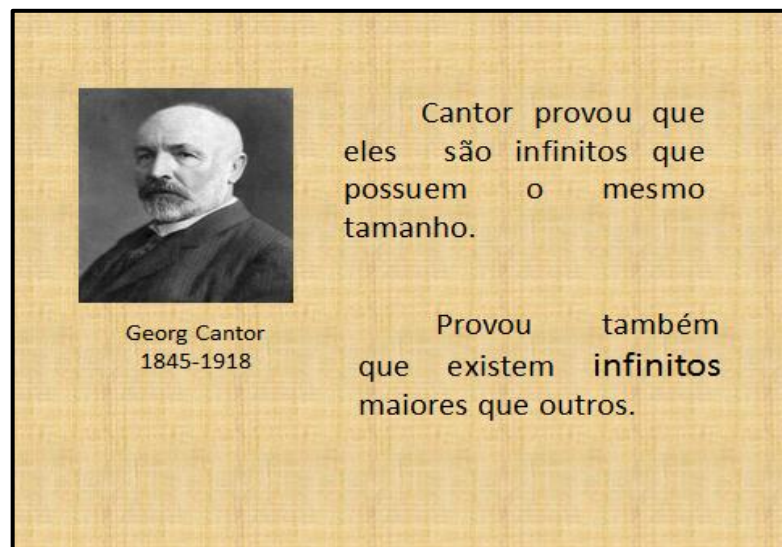 Cantor provou que
eles são infinitos que
possuem o mesmo
tamanho.
Georg Cantor
1845-1918
Provou também
que existem infinitos
maiores que outros.